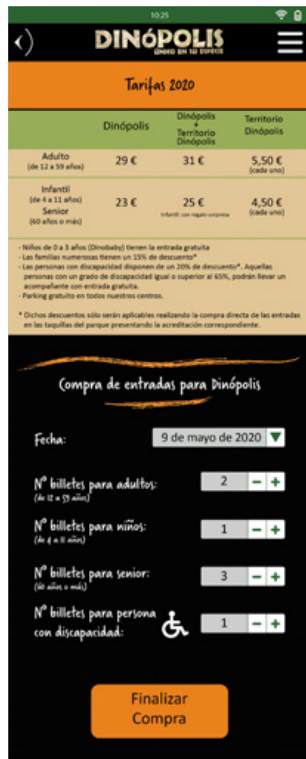 10:25
DINÓPOLIS
ÚNICO EN SU ESPECIE
Tarifas 2020
Dinópolis
Dinópolis + Territorio Dinópolis
Territorio Dinópolis
Adulto
(de 12 a 59 años)
29 €
31 €
5,50 €
(cada uno)
Infantil
(de 4 a 11 años)
Senior
(60 años o más)
23 €
25 €
Infantil: con regalo sorpresa
4,50 €
(cada uno)
- Niños de 0 a 3 años (Dinobaby) tienen la entrada gratuita
- Las familias numerosas tienen un 15% de descuento*
- Las personas con discapacidad disponen de un 20% de descuento*. Aquellas
personas con un grado de discapacidad igual o superior al 65%, podrán llevar un
acompañante con entrada gratuita.
- Parking gratuito en todos nuestros centros.
* Dichos descuentos sólo serán aplicables realizando la compra directa de las entradas
en las taquillas del parque presentando la acreditación correspondiente.
Compra de entradas para Dinópolis
Fecha:
9 de mayo de 2020
Nº billetes para adultos:
(de 12 a 59 años)
2 - +
Nº billetes para niños:
(de 4 a 11 años)
1 - +
Nº billetes para senior:
(60 años o más)
3 - +
Nº billetes para persona
con discapacidad:
1 - +
Finalizar
Compra